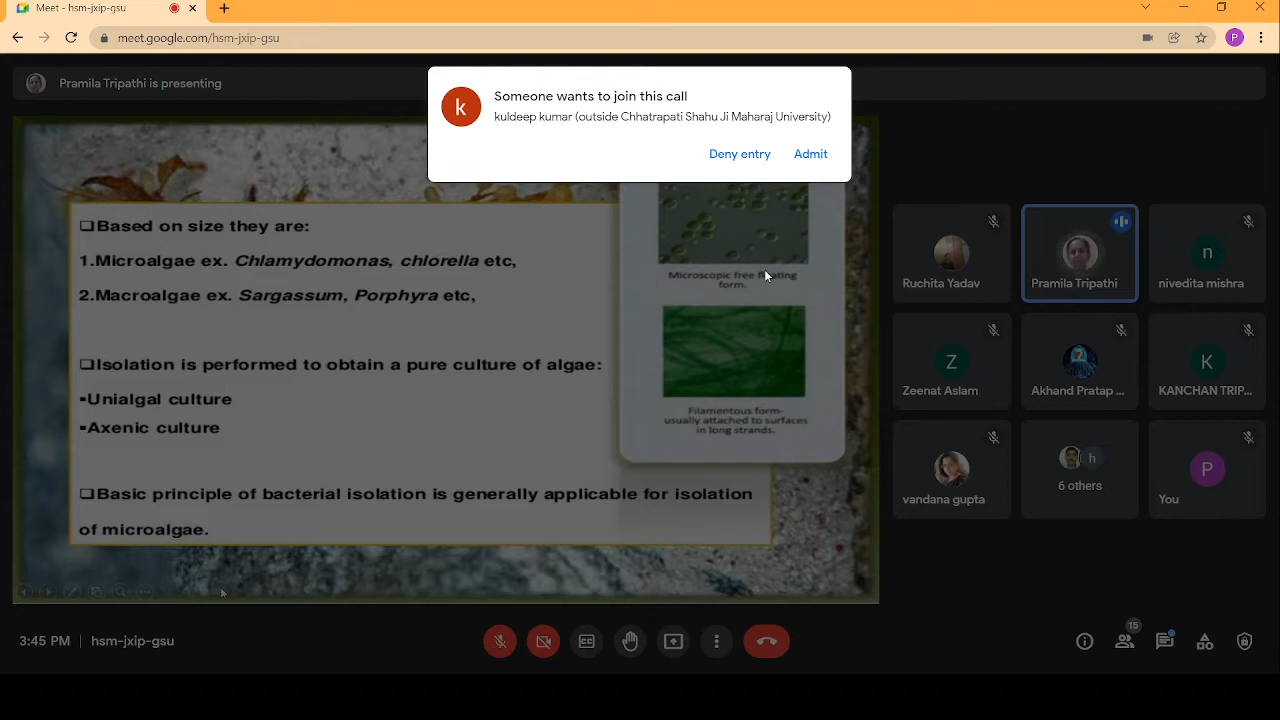 Meet - hsm-jxip-gsu
meet.google.com/hsm-jxip-gsu
P
Pramila Tripathi is presenting
k
Someone wants to join this call
kuldeep kumar (outside Chhatrapati Shahu Ji Maharaj University)
Deny entry
Admit
❑Based on size they are:
1.Microalgae ex. Chlamydomonas, chlorella etc,
2.Macroalgae ex. Sargassum, Porphyra etc,
❑Isolation is performed to obtain a pure culture of algae:
▪Unialgal culture
▪Axenic culture
❑Basic principle of bacterial isolation is generally applicable for isolation
of microalgae.
Microscopic free floating
form.
Filamentous form-
usually attached to surfaces
in long strands.
Ruchita Yadav
Pramila Tripathi
n
nivedita mishra
Z
Zeenat Aslam
Akhand Pratap ...
K
KANCHAN TRIP...
vandana gupta
h
6 others
P
You
3:45 PM | hsm-jxip-gsu
CC
15